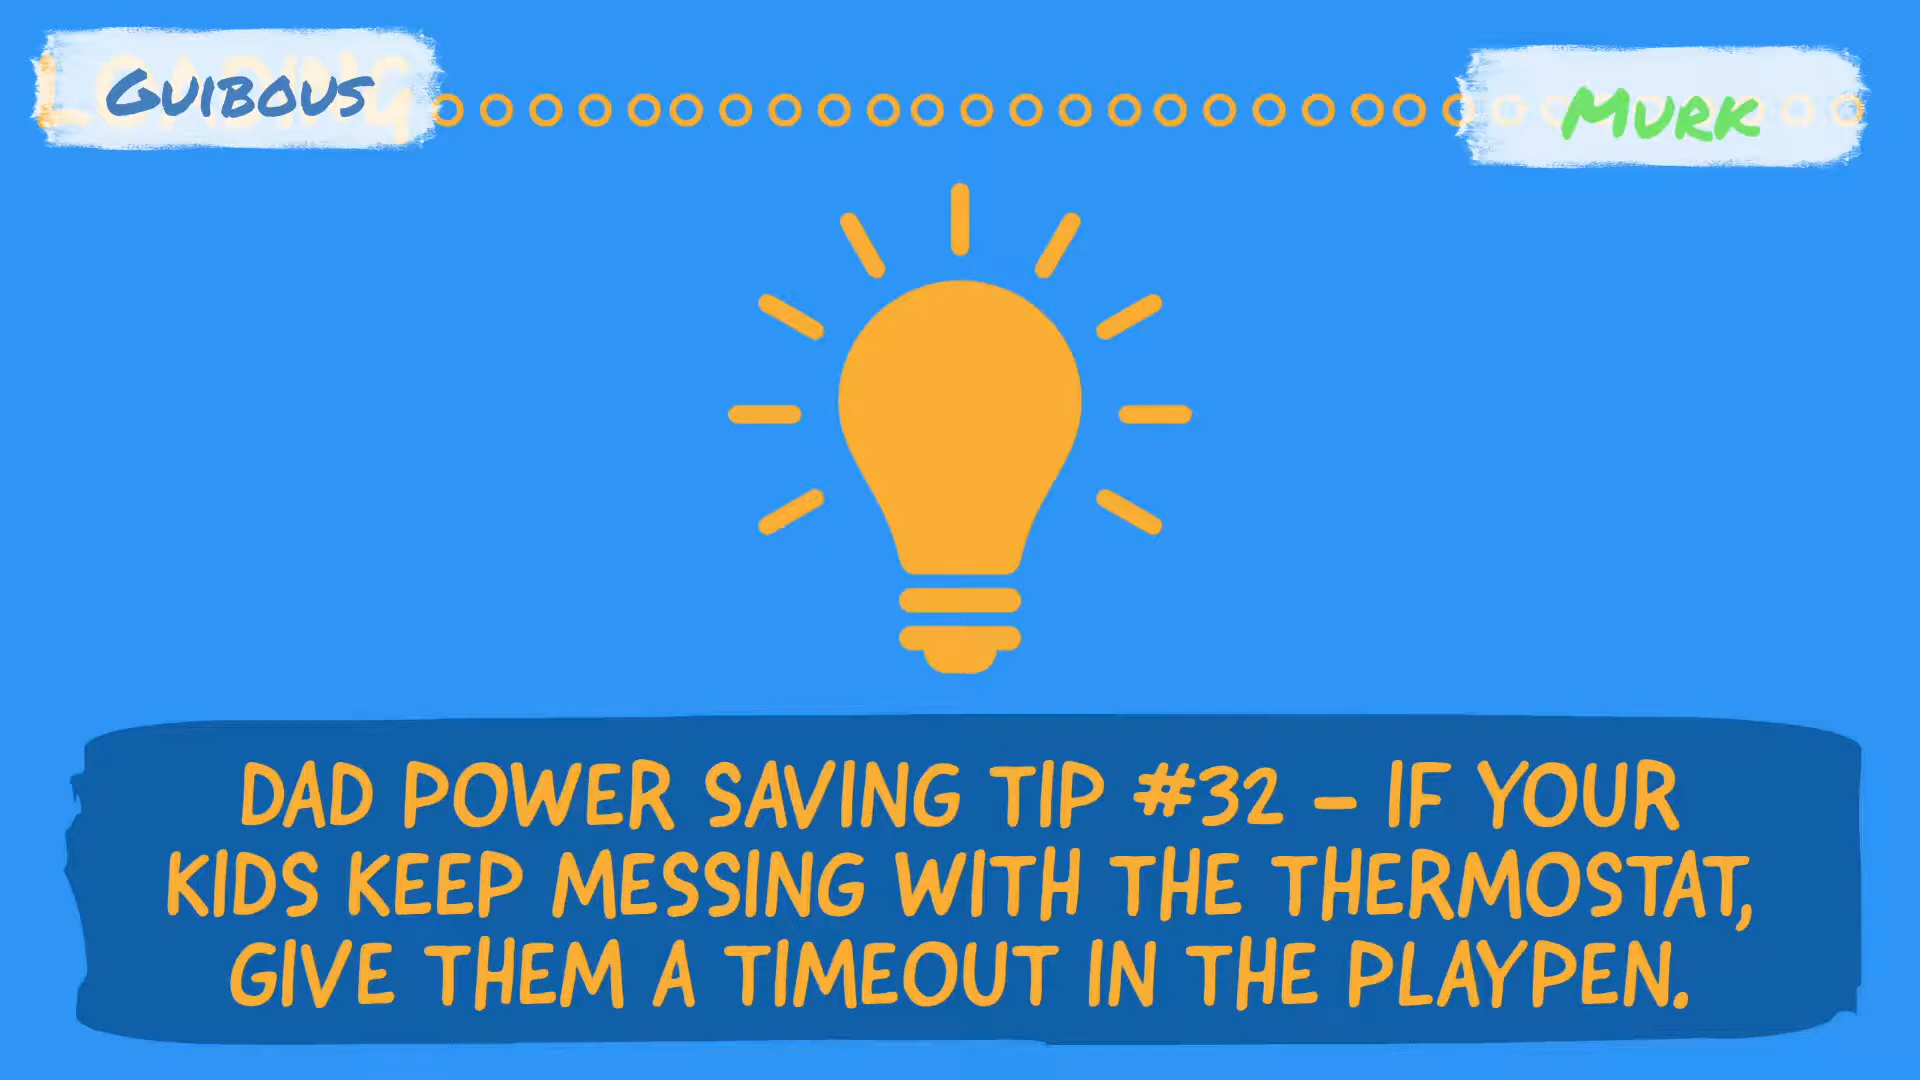 LOADING
GUIBOUS
MURK
DAD POWER SAVING TIP #32 – IF YOUR
KIDS KEEP MESSING WITH THE THERMOSTAT,
GIVE THEM A TIMEOUT IN THE PLAYPEN.